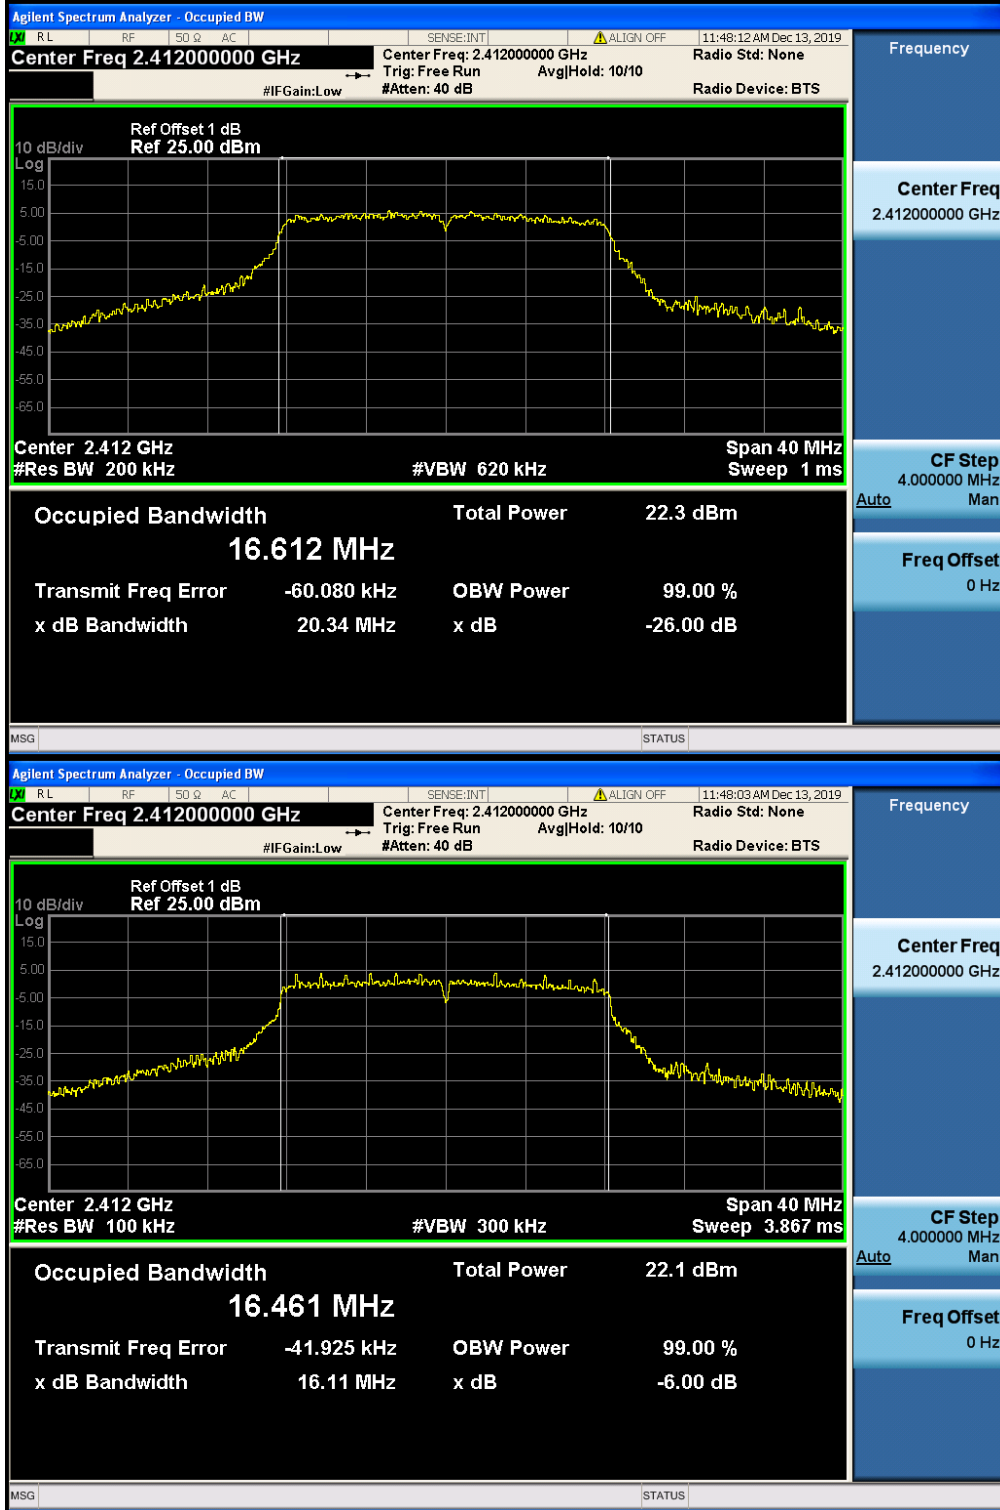 Agilent Spectrum Analyzer - Occupied BW
LXI RL RF 50 Ω AC SENSE:INT ALIGN OFF 11:48:12 AM Dec 13, 2019
Center Freq 2.412000000 GHz
Center Freq: 2.412000000 GHz
Radio Std: None
Trig: Free Run Avg|Hold: 10/10
#IFGain:Low #Atten: 40 dB Radio Device: BTS
Frequency
Ref Offset 1 dB
10 dB/div Ref 25.00 dBm
Log
15.0
5.00
-5.00
-15.0
-25.0
-35.0
-45.0
-55.0
-65.0
Center 2.412 GHz Span 40 MHz
#Res BW 200 kHz #VBW 620 kHz Sweep 1 ms
Center Freq
2.412000000 GHz
CF Step
4.000000 MHz
Auto Man
Freq Offset
0 Hz
Occupied Bandwidth Total Power 22.3 dBm
16.612 MHz
Transmit Freq Error -60.080 kHz OBW Power 99.00 %
x dB Bandwidth 20.34 MHz x dB -26.00 dB
MSG STATUS
Agilent Spectrum Analyzer - Occupied BW
LXI RL RF 50 Ω AC SENSE:INT ALIGN OFF 11:48:03 AM Dec 13, 2019
Center Freq 2.412000000 GHz
Center Freq: 2.412000000 GHz
Radio Std: None
Trig: Free Run Avg|Hold: 10/10
#IFGain:Low #Atten: 40 dB Radio Device: BTS
Frequency
Ref Offset 1 dB
10 dB/div Ref 25.00 dBm
Log
15.0
5.00
-5.00
-15.0
-25.0
-35.0
-45.0
-55.0
-65.0
Center 2.412 GHz Span 40 MHz
#Res BW 100 kHz #VBW 300 kHz Sweep 3.867 ms
Center Freq
2.412000000 GHz
CF Step
4.000000 MHz
Auto Man
Freq Offset
0 Hz
Occupied Bandwidth Total Power 22.1 dBm
16.461 MHz
Transmit Freq Error -41.925 kHz OBW Power 99.00 %
x dB Bandwidth 16.11 MHz x dB -6.00 dB
MSG STATUS